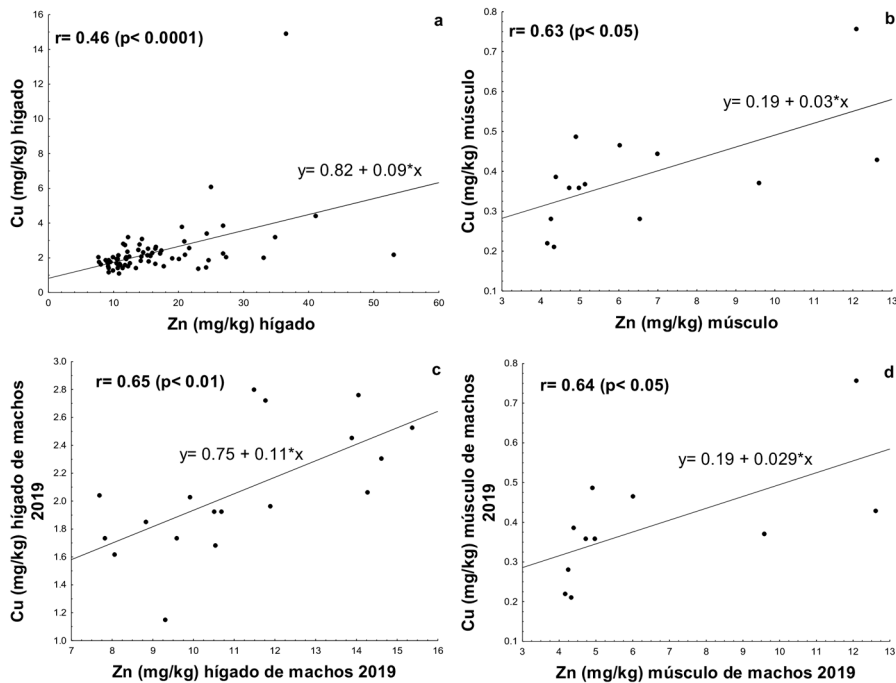 a
r= 0.46 (p< 0.0001)
y= 0.82 + 0.09*x
Cu (mg/kg) hígado
16
14
12
10
8
6
4
2
0
0 10 20 30 40 50 60
Zn (mg/kg) hígado
b
r= 0.63 (p< 0.05)
y= 0.19 + 0.03*x
Cu (mg/kg) músculo
0.8
0.7
0.6
0.5
0.4
0.3
0.2
0.1
3 4 5 6 7 8 9 10 11 12 13
Zn (mg/kg) músculo
c
r= 0.65 (p< 0.01)
y= 0.75 + 0.11*x
Cu (mg/kg) hígado de machos
2019
3.0
2.8
2.6
2.4
2.2
2.0
1.8
1.6
1.4
1.2
1.0
7 8 9 10 11 12 13 14 15 16
Zn (mg/kg) hígado de machos 2019
d
r= 0.64 (p< 0.05)
y= 0.19 + 0.029*x
Cu (mg/kg) músculo de machos
2019
0.8
0.7
0.6
0.5
0.4
0.3
0.2
0.1
3 4 5 6 7 8 9 10 11 12 13
Zn (mg/kg) músculo de machos 2019